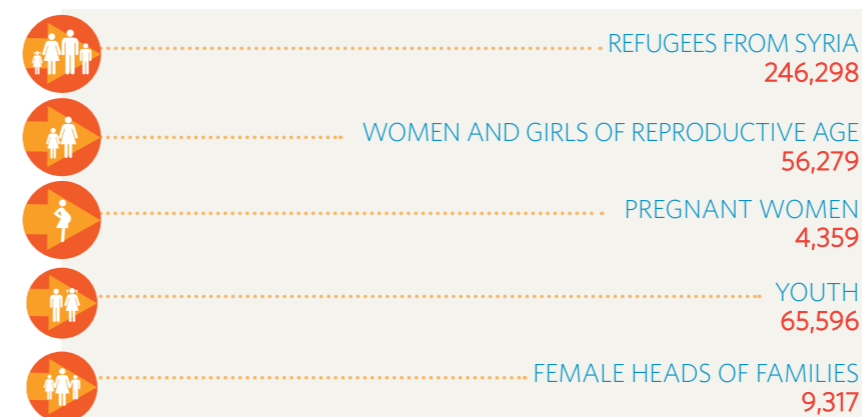 REFUGEES FROM SYRIA
246,298
WOMEN AND GIRLS OF REPRODUCTIVE AGE
56,279
PREGNANT WOMEN
4,359
YOUTH
65,596
FEMALE HEADS OF FAMILIES
9,317